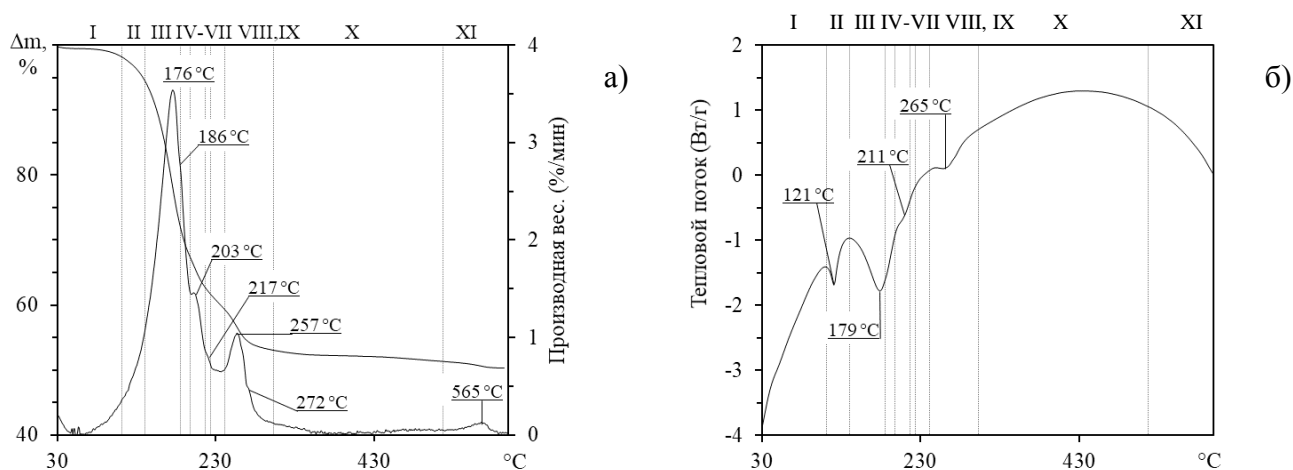 I II III IV-VII VIII,IX X XI
Δm,
%
4
176 °C
186 °C
3
80
203 °C
2
217 °C
257 °C
60
1
272 °C
565 °C
40
0
30 230 430 °C
Производная вес. (%/мин)
а)
I II III IV-VII VIII, IX X XI
2
265 °C
1
211 °C
0
121 °C
-1
-2
179 °C
-3
-4
30 230 430 °C
Тепловой поток (Вт/г)
б)